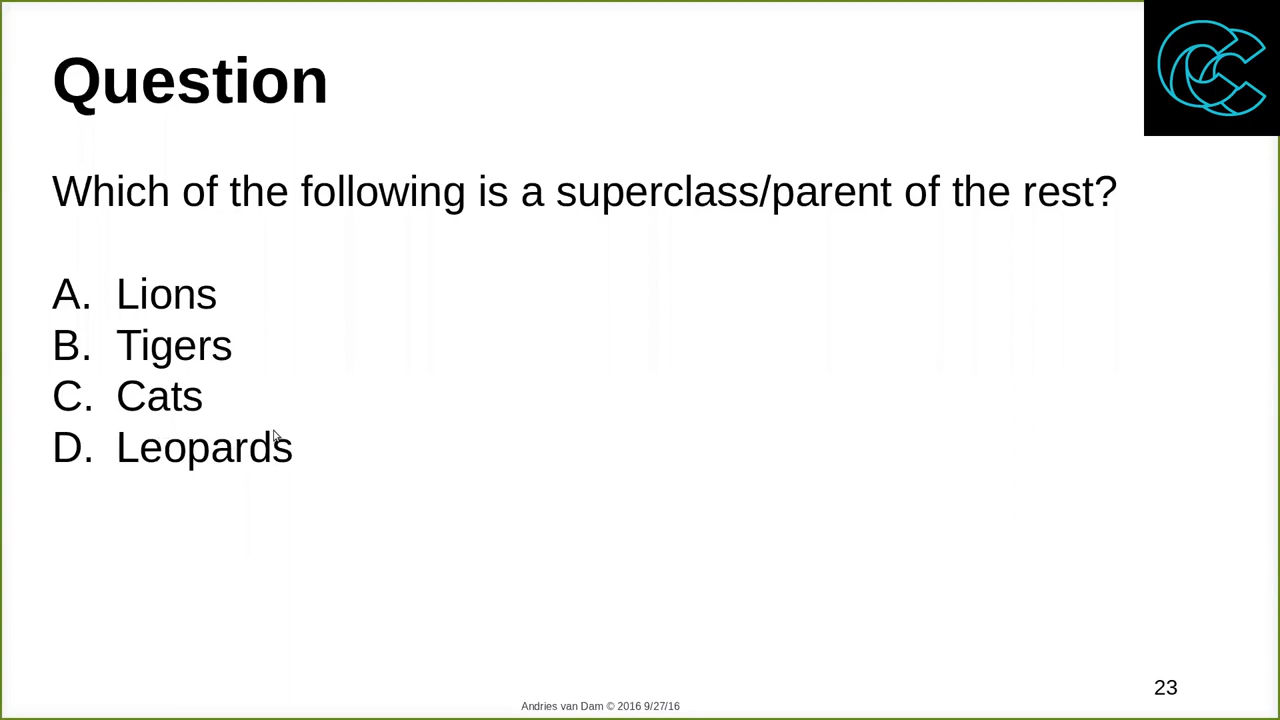 Question
Which of the following is a superclass/parent of the rest?
A. Lions
B. Tigers
C. Cats
D. Leopards
23
Andries van Dam © 2016 9/27/16